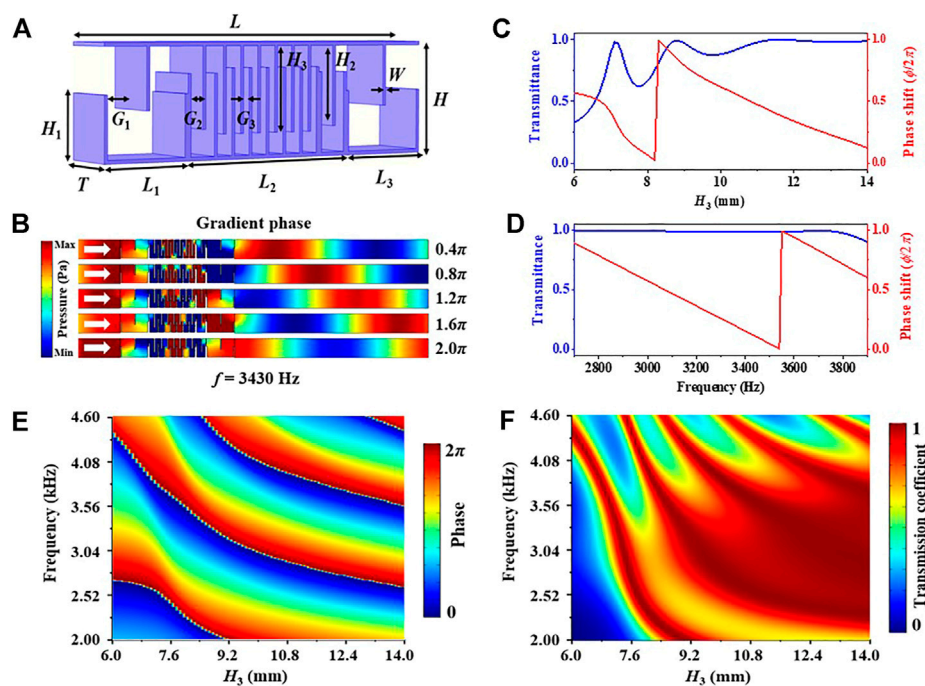 A
L
H₃
H₂
W
H
H₁
G₁
G₂
G₃
T
L₁
L₂
L₃
B
Gradient phase
Max
Pressure (Pa)
Min
0.4π
0.8π
1.2π
1.6π
2.0π
f = 3430 Hz
C
Transmittance
1.0
0.5
0.0
6 8 10 12 14
H₃ (mm)
1.0
0.5
0.0
Phase shift (ϕ/2π)
D
Transmittance
1.0
0.5
0.0
2800 3000 3200 3400 3600 3800
Frequency (Hz)
1.0
0.5
0.0
Phase shift (ϕ/2π)
E
Frequency (kHz)
4.60
4.08
3.56
3.04
2.52
2.00
6.0 7.6 9.2 10.8 12.4 14.0
H₃ (mm)
2π
Phase
0
F
Frequency (kHz)
4.60
4.08
3.56
3.04
2.52
2.00
6.0 7.6 9.2 10.8 12.4 14.0
H₃ (mm)
1
Transmission coefficient
0